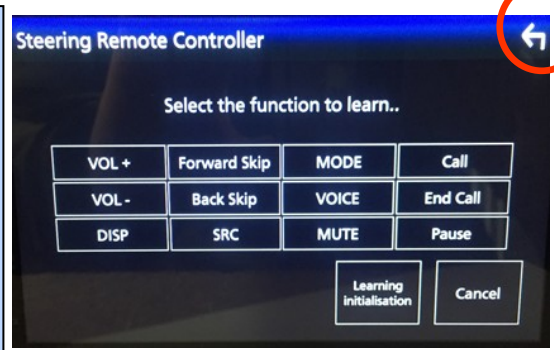 Steering Remote Controller
Select the function to learn..
VOL + Forward Skip MODE Call
VOL - Back Skip VOICE End Call
DISP SRC MUTE Pause
Learning
initialisation
Cancel